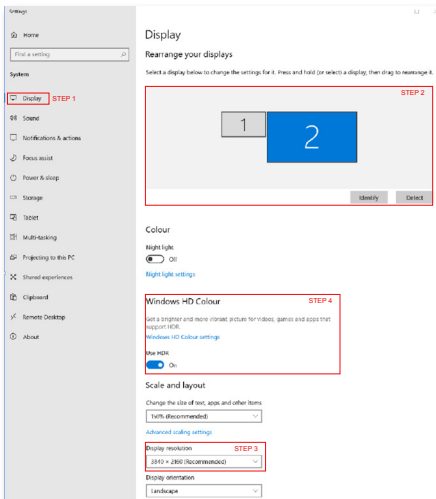 Settings
Home
Find a setting
System
Display
STEP 1
Sound
Notifications & actions
Focus assist
Power & sleep
Storage
Tablet
Multi-tasking
Projecting to this PC
Shared experiences
Clipboard
Remote Desktop
About
Display
Rearrange your displays
Select a display below to change the settings for it. Press and hold (or select) a display, then drag to rearrange it.
STEP 2
1
2
Identify
Detect
Colour
Night light
Off
Night light settings
Windows HD Colour
STEP 4
Get a brighter and more vibrant picture for videos, games and apps that
support HDR.
Windows HD Colour settings
Use HDR
On
Scale and layout
Change the size of text, apps and other items
150% (Recommended)
Advanced scaling settings
Display resolution
STEP 3
3840 × 2160 (Recommended)
Display orientation
Landscape